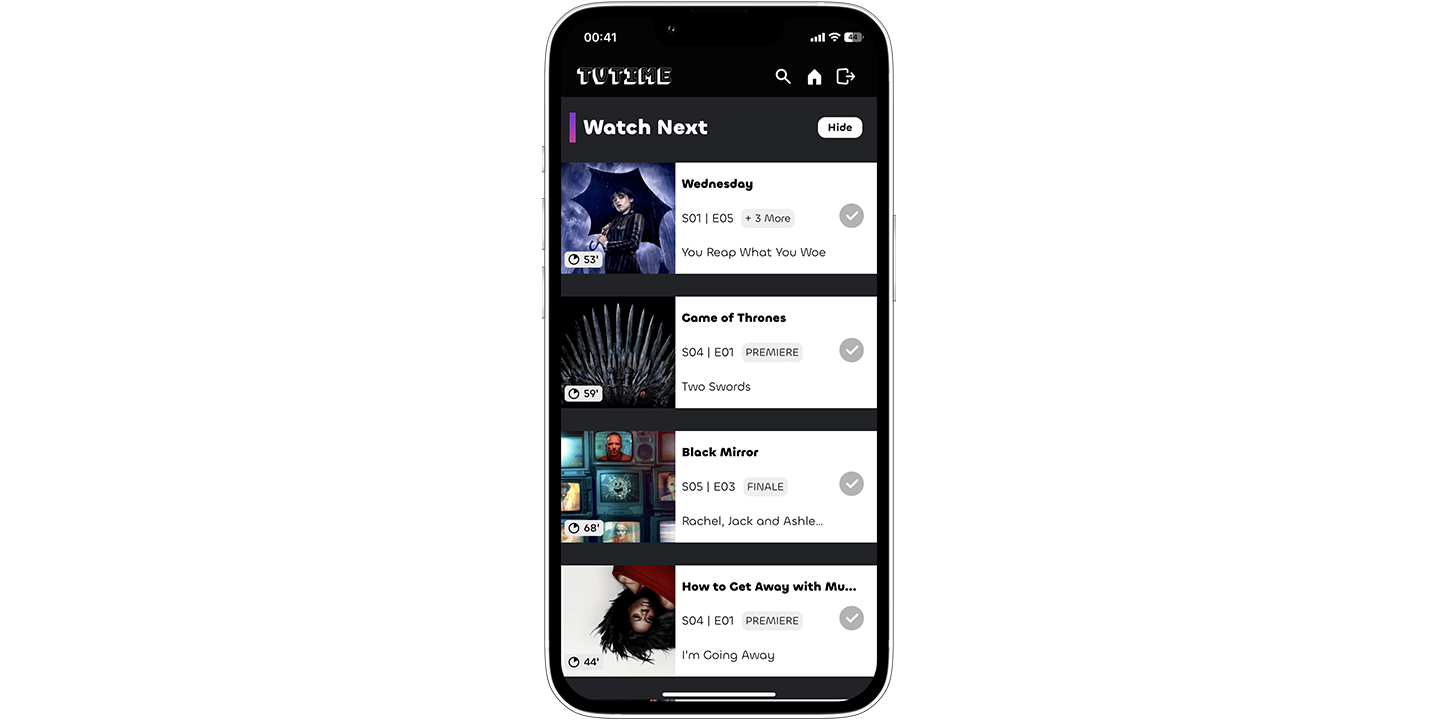 00:41
44
TVTIME
Watch Next
Hide
Wednesday
S01 | E05 + 3 More
You Reap What You Woe
53'
Game of Thrones
S04 | E01 PREMIERE
Two Swords
59'
Black Mirror
S05 | E03 FINALE
Rachel, Jack and Ashle...
68'
How to Get Away with Mu...
S04 | E01 PREMIERE
I'm Going Away
44'